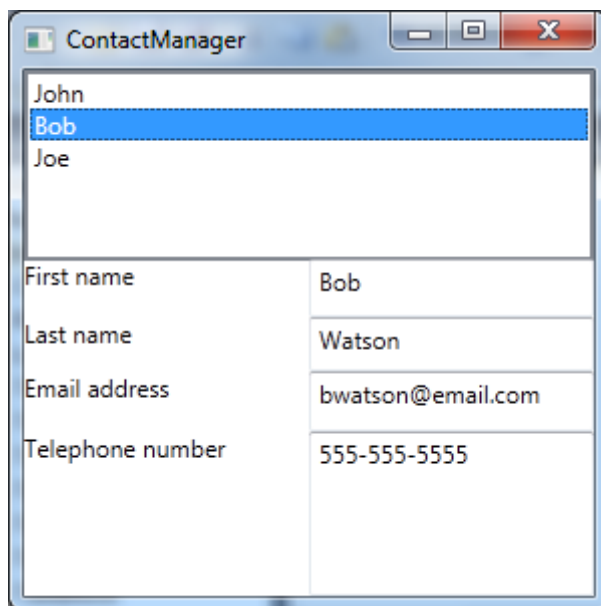 ContactManager
John
Bob
Joe
First name
Bob
Last name
Watson
Email address
bwatson@email.com
Telephone number
555-555-5555